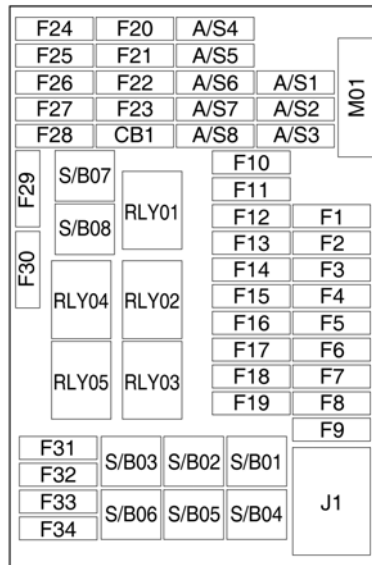 F24 F20 A/S4
F25 F21 A/S5
F26 F22 A/S6 A/S1
F27 F23 A/S7 A/S2
F28 CB1 A/S8 A/S3
M01
F29
F30
S/B07
S/B08
RLY01
RLY04 RLY02
RLY05 RLY03
F10
F11
F12 F1
F13 F2
F14 F3
F15 F4
F16 F5
F17 F6
F18 F7
F19 F8
F9
F31
F32
F33
F34
S/B03 S/B02 S/B01
S/B06 S/B05 S/B04
J1